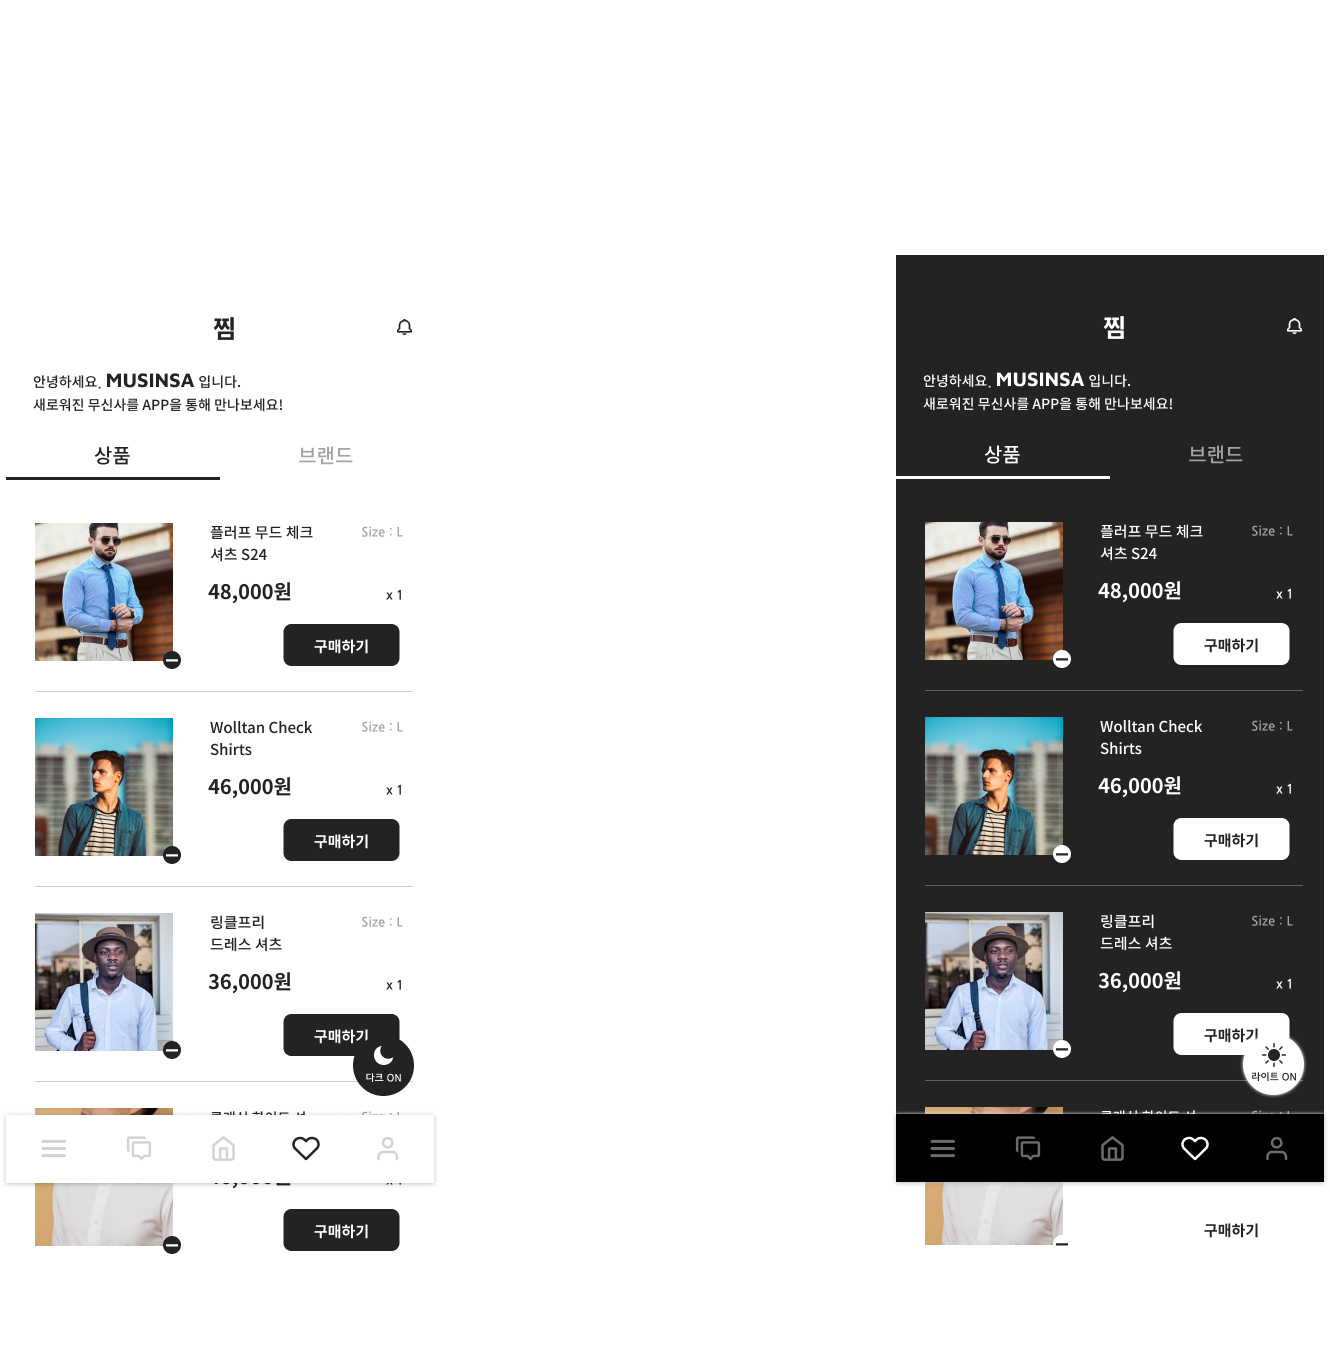 찜
안녕하세요. MUSINSA 입니다.
새로워진 무신사를 APP을 통해 만나보세요!
상품 브랜드
플러프 무드 체크 Size : L
셔츠 S24
48,000원 x 1
구매하기
Wolltan Check Size : L
Shirts
46,000원 x 1
구매하기
링클프리 Size : L
드레스 셔츠
36,000원 x 1
구매하기
다크 ON
구매하기
찜
안녕하세요. MUSINSA 입니다.
새로워진 무신사를 APP을 통해 만나보세요!
상품 브랜드
플러프 무드 체크 Size : L
셔츠 S24
48,000원 x 1
구매하기
Wolltan Check Size : L
Shirts
46,000원 x 1
구매하기
링클프리 Size : L
드레스 셔츠
36,000원 x 1
구매하기
라이트 ON
구매하기